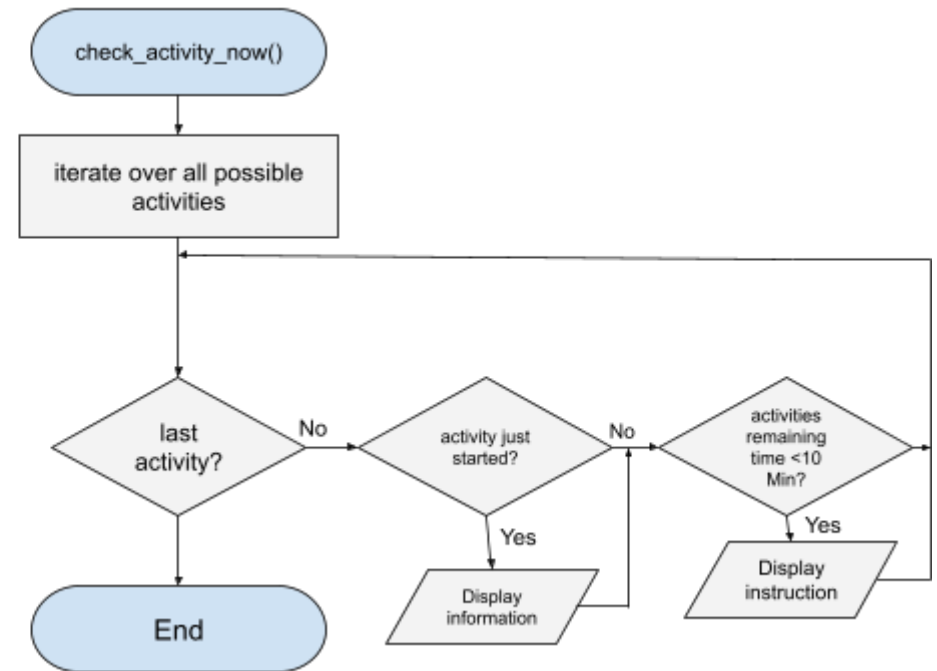 check_activity_now()
iterate over all possible
activities
last
activity?
No
activity just
started?
No
activities
remaining
time <10
Min?
Yes
Yes
Display
information
Display
instruction
End